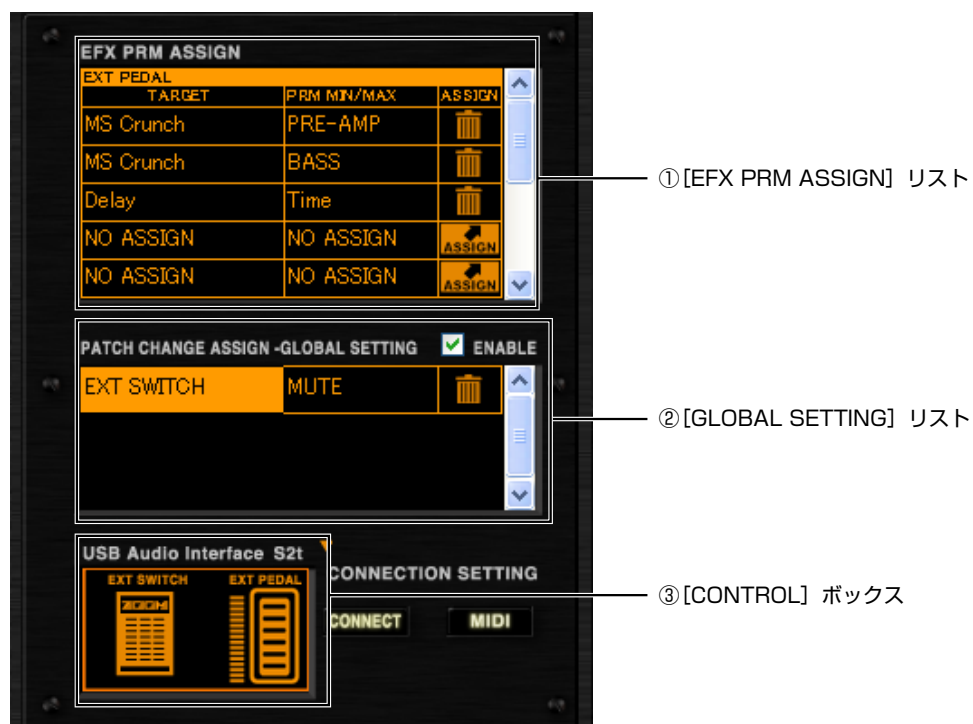 EFX PRM ASSIGN
EXT PEDAL
TARGET PRM MIN/MAX ASSIGN
MS Crunch PRE-AMP
MS Crunch BASS
Delay Time
NO ASSIGN NO ASSIGN ASSIGN
NO ASSIGN NO ASSIGN ASSIGN
①[EFX PRM ASSIGN] リスト
PATCH CHANGE ASSIGN -GLOBAL SETTING ENABLE
EXT SWITCH MUTE
②[GLOBAL SETTING] リスト
USB Audio Interface S2t
EXT SWITCH EXT PEDAL
ZOOM
CONNECTION SETTING
CONNECT MIDI
③[CONTROL] ボックス